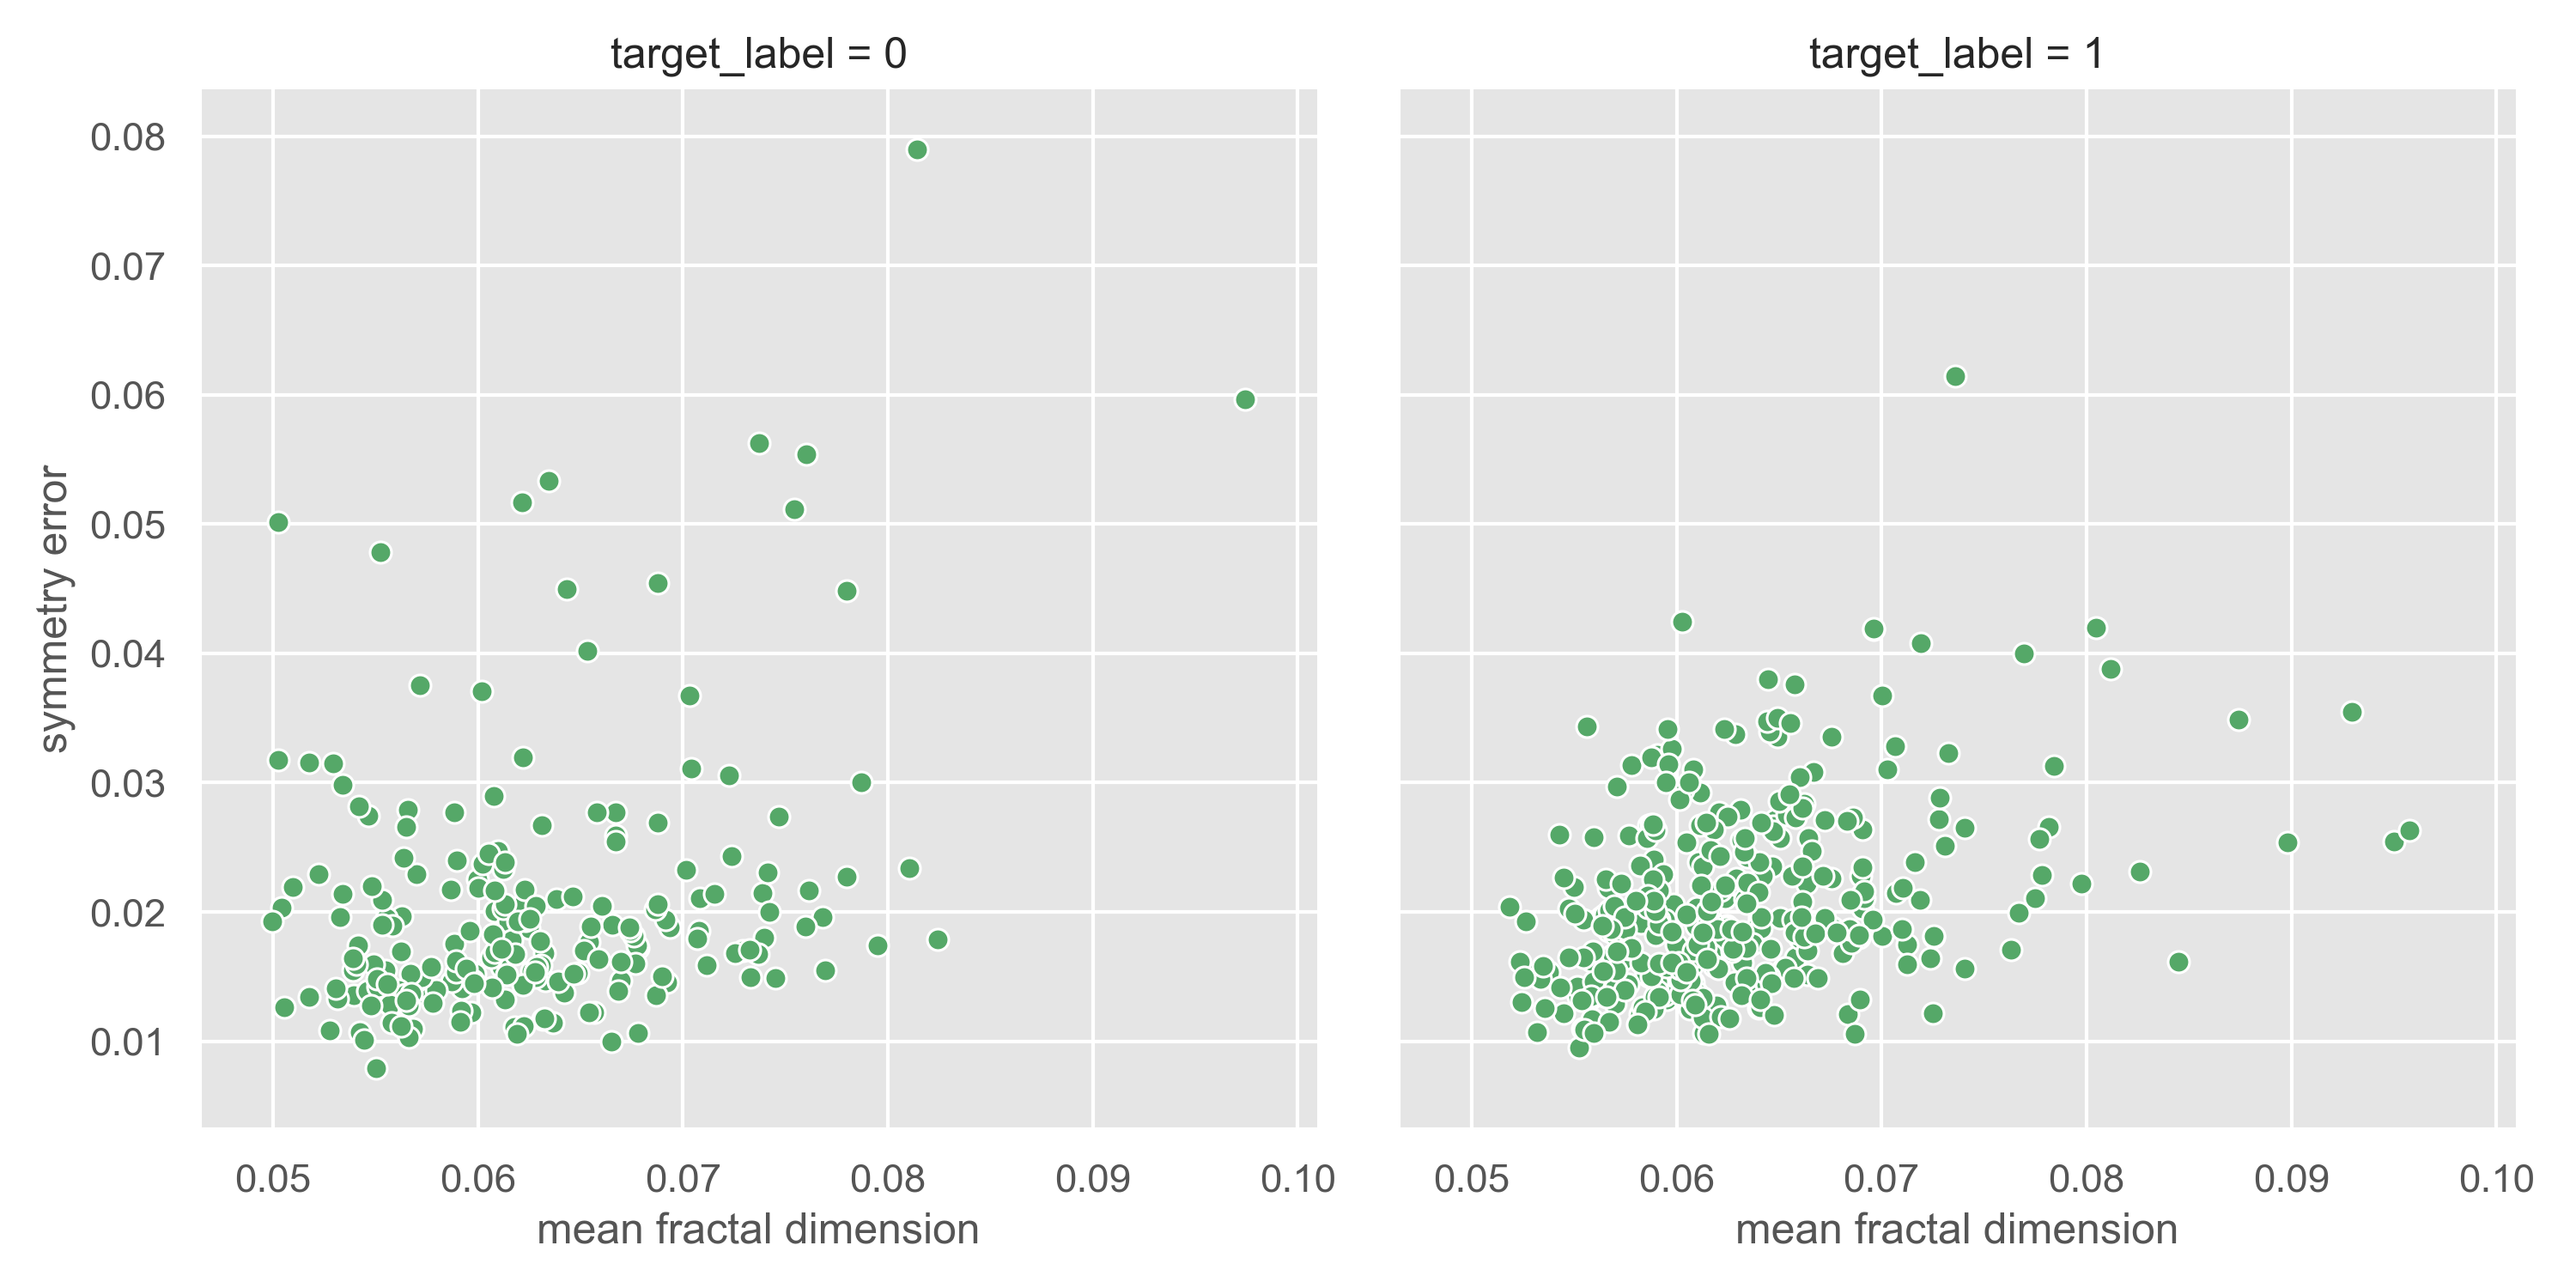 target_label = 0
target_label = 1
0.08
0.07
0.06
0.05
0.04
0.03
0.02
0.01
symmetry error
0.05 0.06 0.07 0.08 0.09 0.10
0.05 0.06 0.07 0.08 0.09 0.10
mean fractal dimension
mean fractal dimension